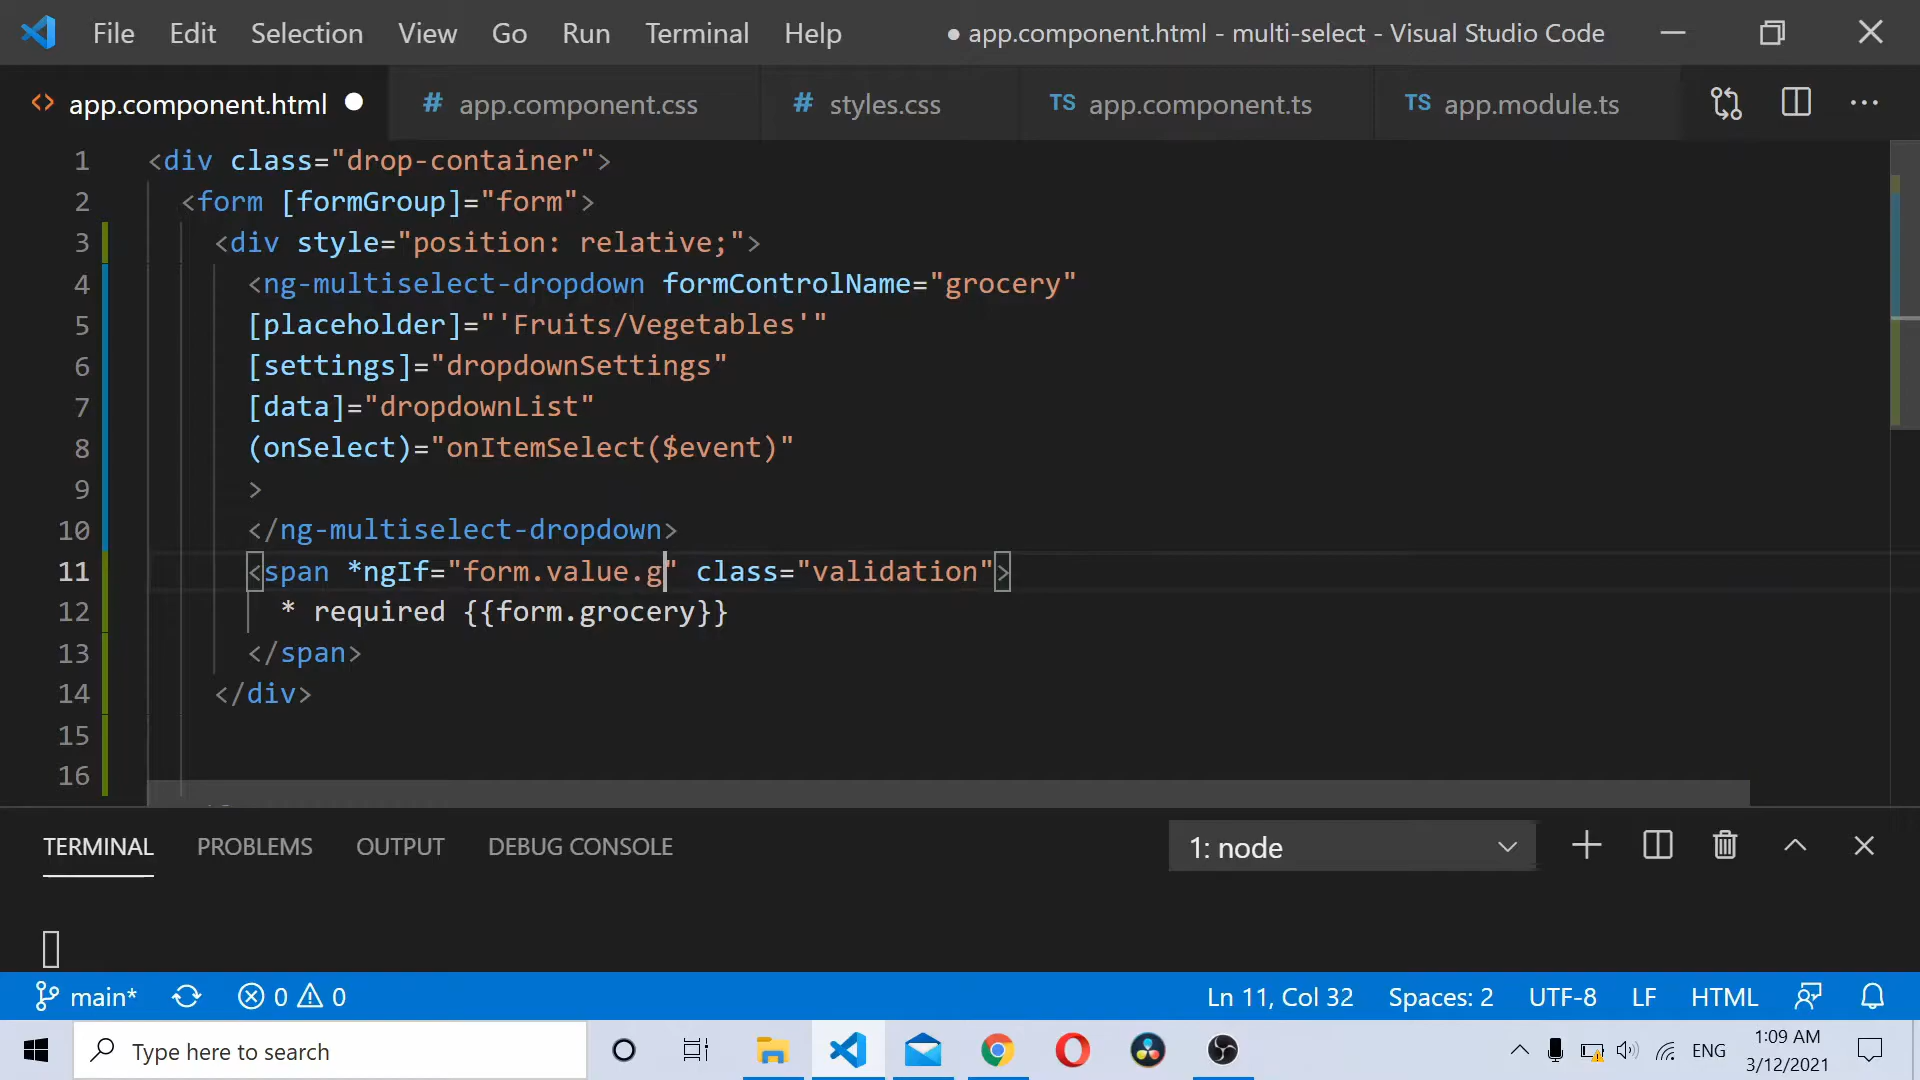 File Edit Selection View Go Run Terminal Help ● app.component.html - multi-select - Visual Studio Code
<> app.component.html ● # app.component.css # styles.css TS app.component.ts TS app.module.ts ...
1 <div class="drop-container">
2 <form [formGroup]="form">
3 <div style="position: relative;">
4 <ng-multiselect-dropdown formControlName="grocery"
5 [placeholder]="'Fruits/Vegetables'"
6 [settings]="dropdownSettings"
7 [data]="dropdownList"
8 (onSelect)="onItemSelect($event)"
9 >
10 </ng-multiselect-dropdown>
11 <span *ngIf="form.value.g" class="validation">
12 * required {{form.grocery}}
13 </span>
14 </div>
15
16
TERMINAL PROBLEMS OUTPUT DEBUG CONSOLE 1: node
main* 0 0 Ln 11, Col 32 Spaces: 2 UTF-8 LF HTML
Type here to search ENG 1:09 AM
3/12/2021